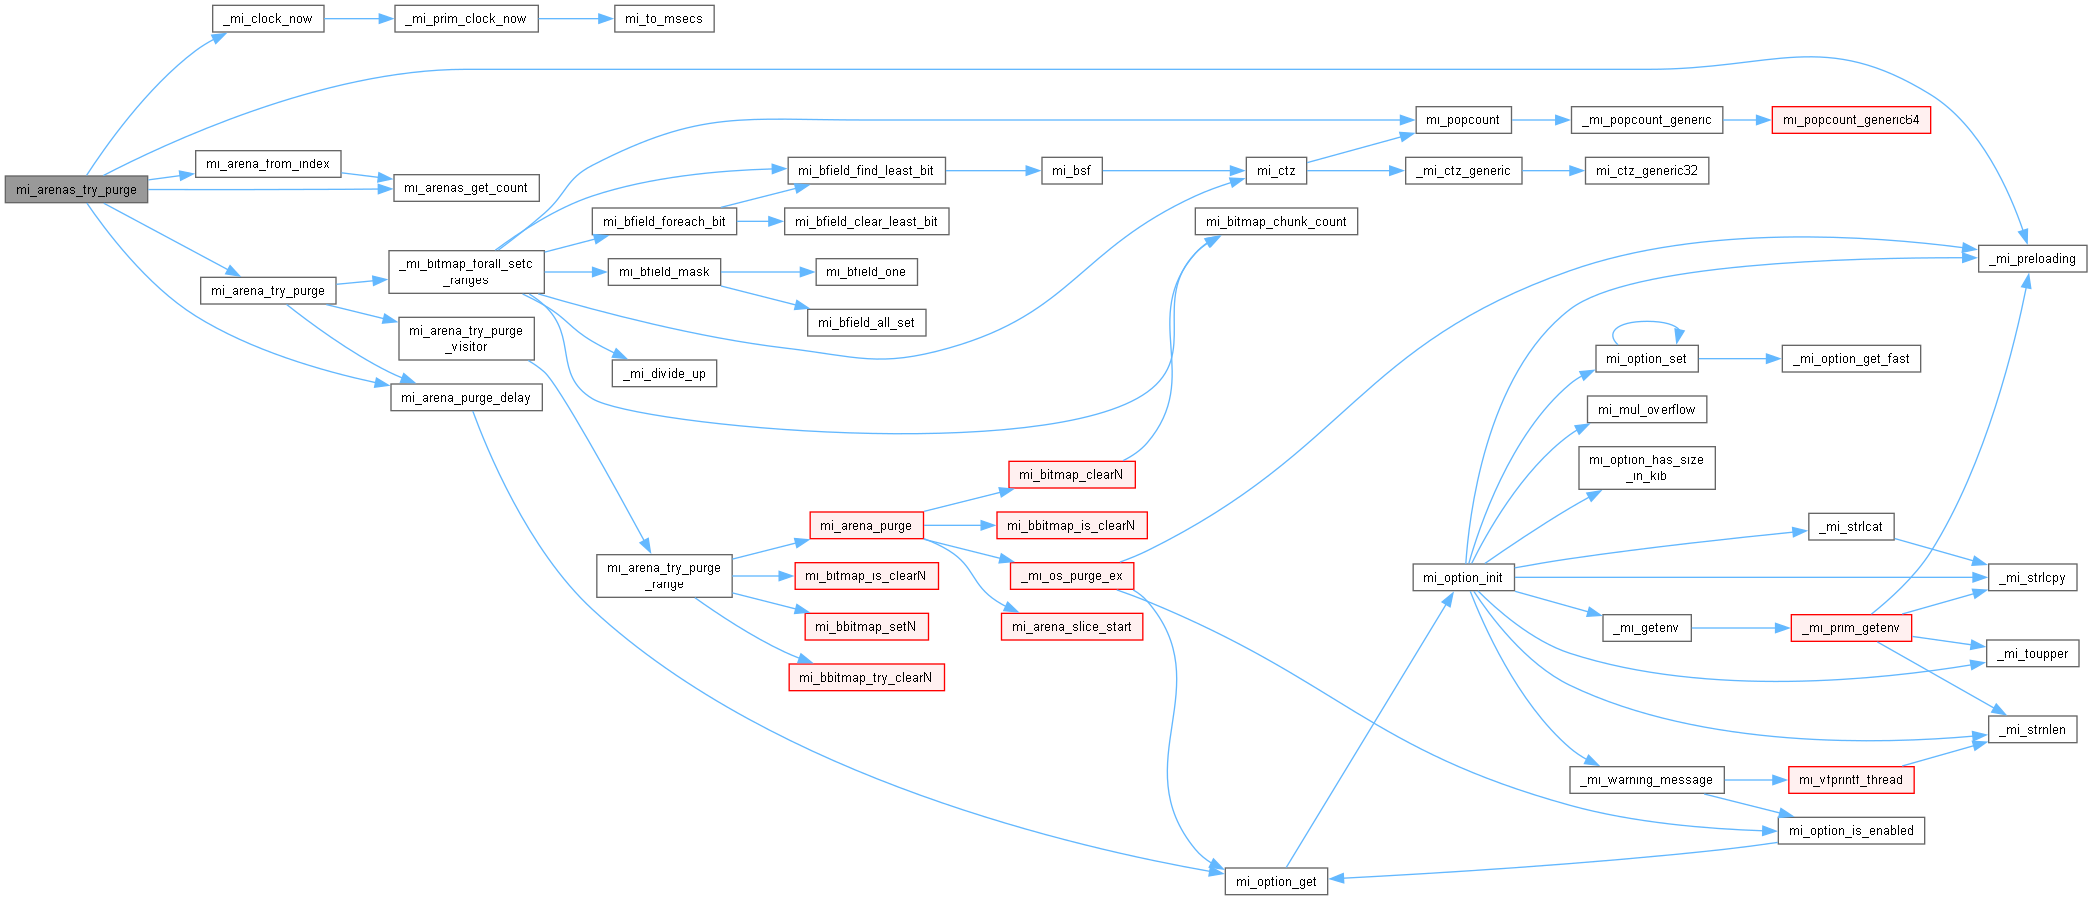 _mi_clock_now
_mi_prim_clock_now
mi_to_msecs
mi_popcount
_mi_popcount_generic
mi_popcount_generic64
mi_arena_from_index
mi_bfield_find_least_bit
mi_bsf
mi_ctz
_mi_ctz_generic
mi_ctz_generic32
mi_arenas_try_purge
mi_arenas_get_count
mi_bfield_foreach_bit
mi_bfield_clear_least_bit
mi_bitmap_chunk_count
_mi_bitmap_forall_setc
_ranges
mi_bfield_mask
mi_bfield_one
_mi_preloading
mi_arena_try_purge
mi_bfield_all_set
mi_arena_try_purge
_visitor
_mi_divide_up
mi_option_set
_mi_option_get_fast
mi_arena_purge_delay
mi_mul_overflow
mi_option_has_size
_in_kib
mi_bitmap_clearN
mi_arena_purge
mi_bbitmap_is_clearN
_mi_strlcat
mi_arena_try_purge
_range
mi_bitmap_is_clearN
_mi_os_purge_ex
mi_option_init
_mi_strlcpy
mi_bbitmap_setN
mi_arena_slice_start
_mi_getenv
_mi_prim_getenv
_mi_toupper
mi_bbitmap_try_clearN
_mi_strnlen
_mi_warning_message
mi_vfprintf_thread
mi_option_is_enabled
mi_option_get